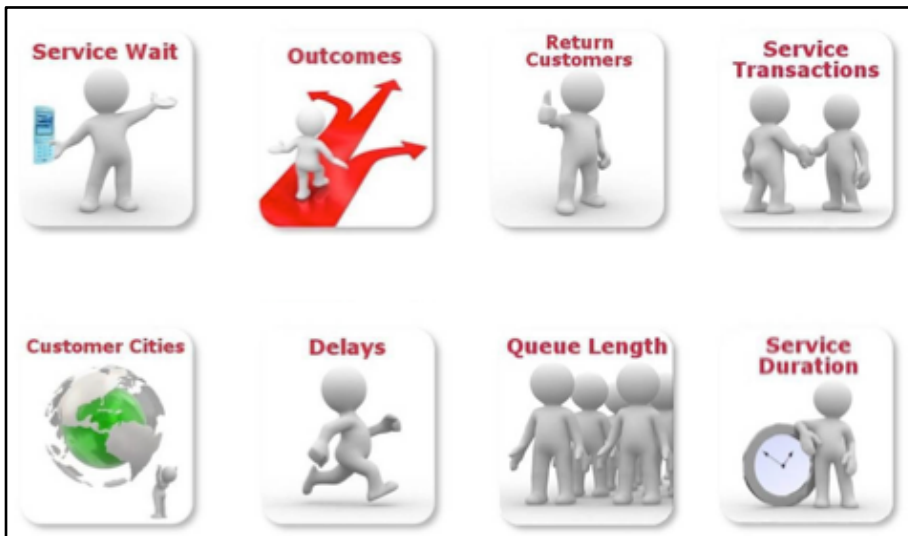 Service Wait
Outcomes
Return
Customers
Service
Transactions
Customer Cities
Delays
Queue Length
Service
Duration